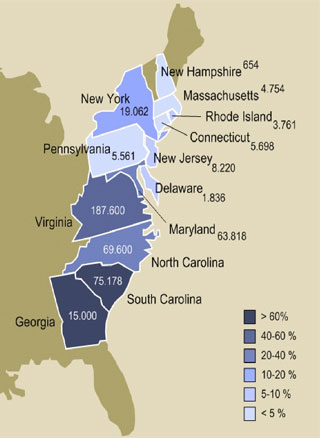 New Hampshire 654
Massachusetts 4.754
New York
19.062
Rhode Island 3.761
Connecticut 5.698
Pennsylvania
5.561
New Jersey 8.220
Delaware 1.836
187.600
Virginia
Maryland 63.818
69.600
North Carolina
75.178
South Carolina
15.000
Georgia
> 60%
40-60 %
20-40 %
10-20 %
5-10 %
< 5 %